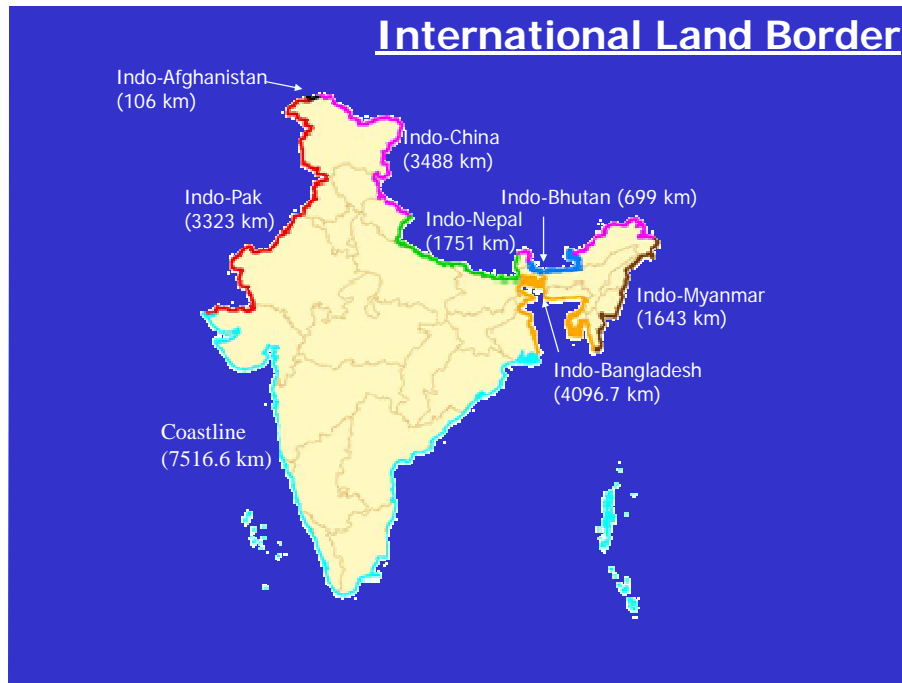 International Land Border
Indo-Afghanistan
(106 km)
Indo-China
(3488 km)
Indo-Pak
(3323 km)
Indo-Bhutan (699 km)
Indo-Nepal
(1751 km)
Indo-Myanmar
(1643 km)
Indo-Bangladesh
(4096.7 km)
Coastline
(7516.6 km)